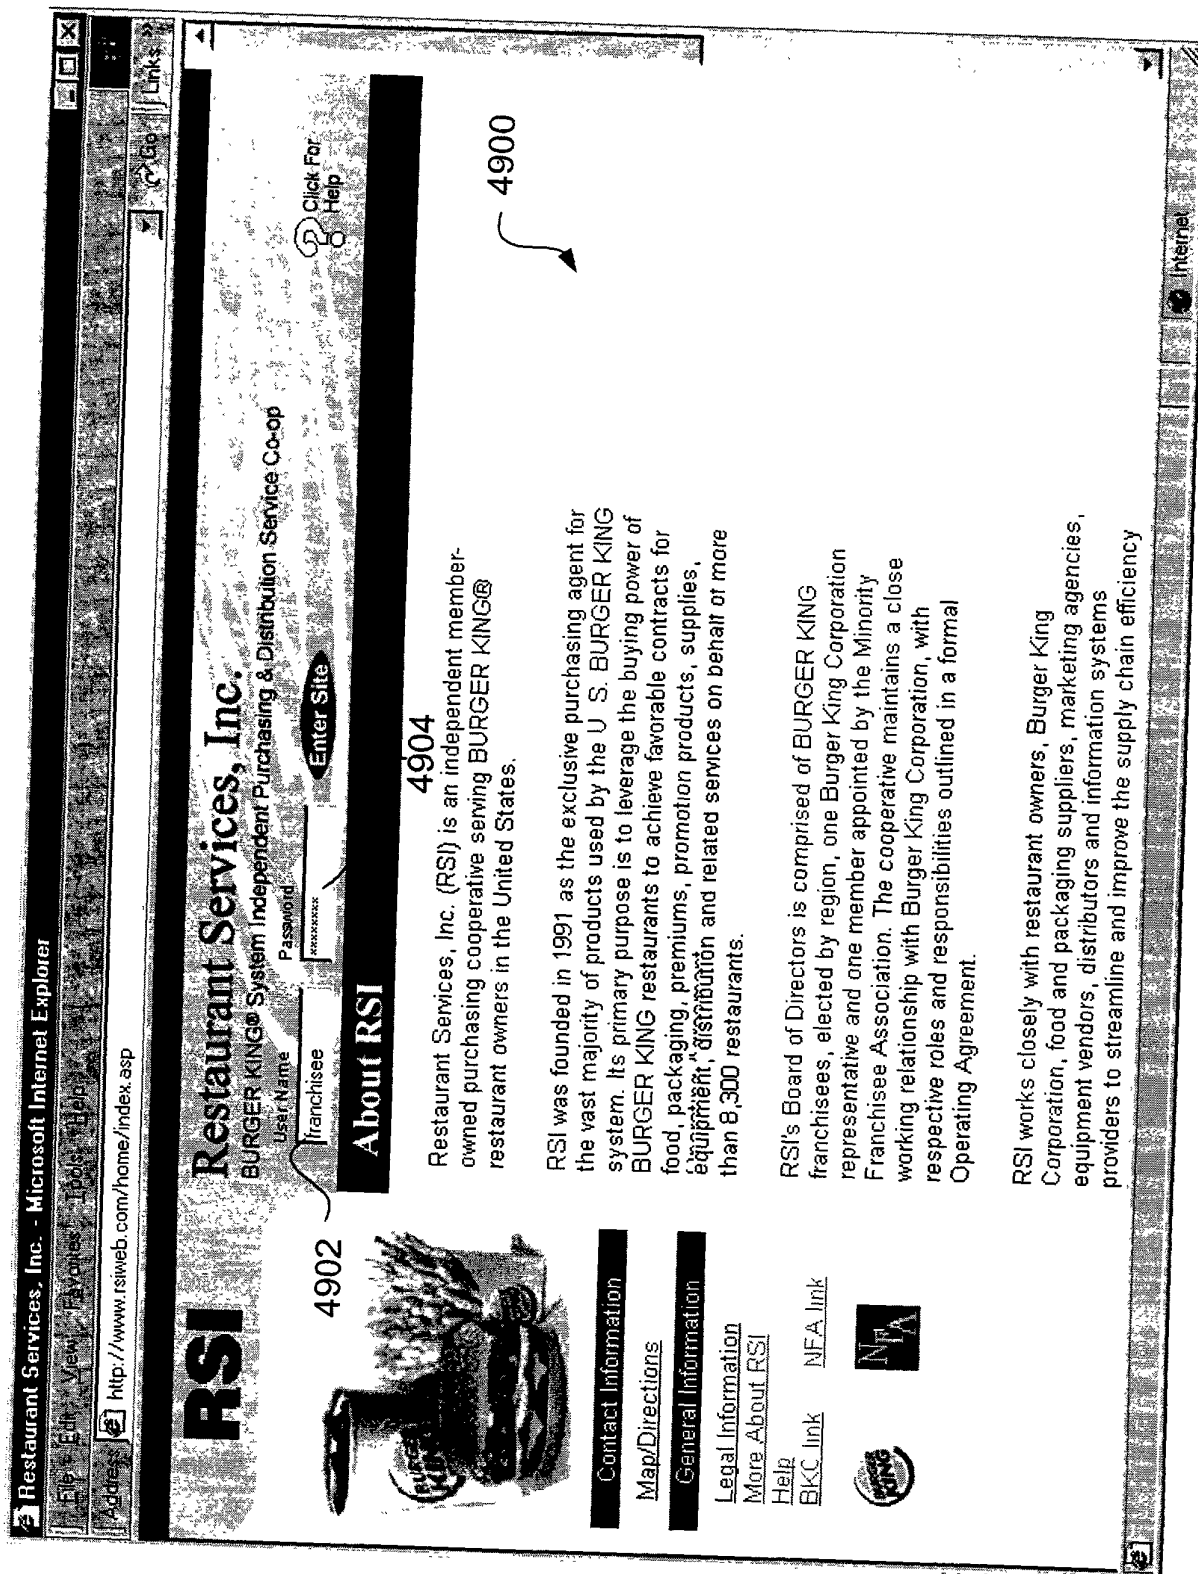 Restaurant Services, Inc. - Microsoft Internet Explorer
File Edit View Favorites Tools Help
Address http://www.rsiweb.com/home/index.asp Go Links »
RSI
Restaurant Services, Inc.
BURGER KING® System Independent Purchasing & Distribution Service Co-op
User Name Password
franchisee ******** Enter Site
Click For
Help
4902
4904
4900
About RSI
Contact Information
Map/Directions
General Information
Legal Information
More About RSI
Help
BKC link NFA link
BURGER KING
NFA
Restaurant Services, Inc. (RSI) is an independent member-
owned purchasing cooperative serving BURGER KING®
restaurant owners in the United States.
RSI was founded in 1991 as the exclusive purchasing agent for
the vast majority of products used by the U S. BURGER KING
system. Its primary purpose is to leverage the buying power of
BURGER KING restaurants to achieve favorable contracts for
food, packaging, premiums, promotion products, supplies,
equipment, distribution and related services on behalf of more
than 8,300 restaurants.
RSI's Board of Directors is comprised of BURGER KING
franchisees, elected by region, one Burger King Corporation
representative and one member appointed by the Minority
Franchisee Association. The cooperative maintains a close
working relationship with Burger King Corporation, with
respective roles and responsibilities outlined in a formal
Operating Agreement.
RSI works closely with restaurant owners, Burger King
Corporation, food and packaging suppliers, marketing agencies,
equipment vendors, distributors and information systems
providers to streamline and improve the supply chain efficiency
Internet